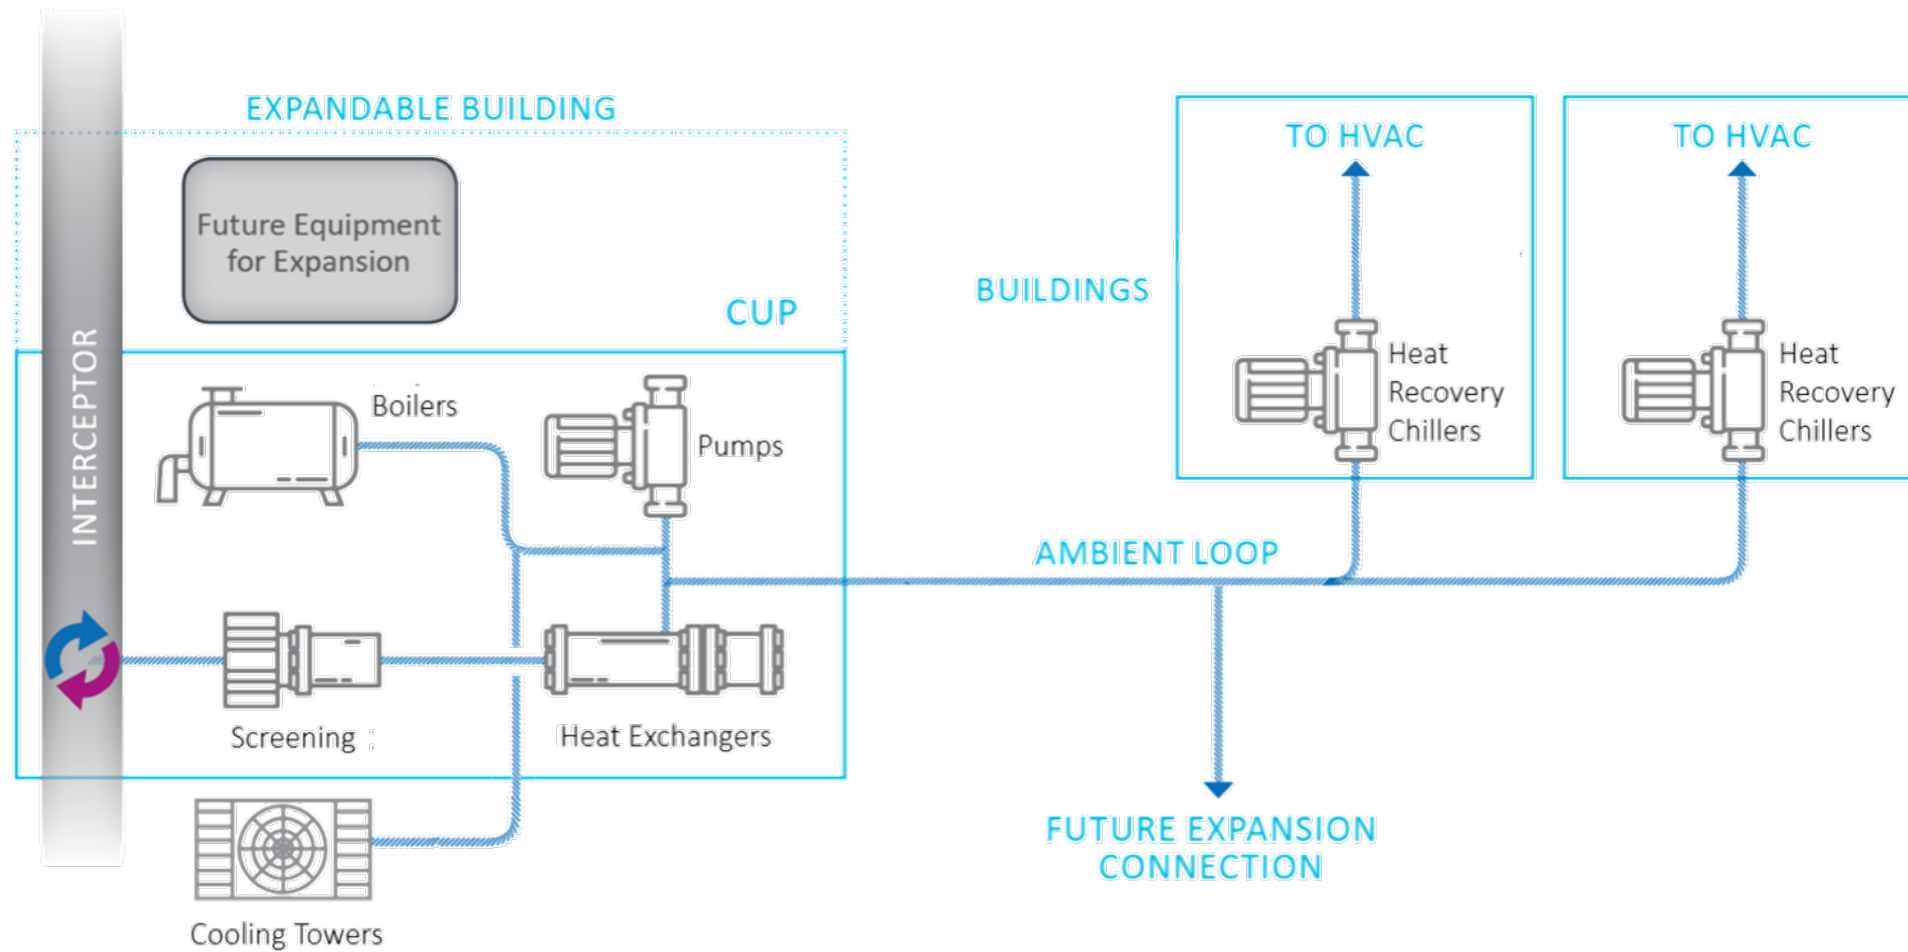 EXPANDABLE BUILDING
Future Equipment
for Expansion
CUP
INTERCEPTOR
Boilers
Pumps
Screening
Heat Exchangers
Cooling Towers
BUILDINGS
TO HVAC
Heat
Recovery
Chillers
TO HVAC
Heat
Recovery
Chillers
AMBIENT LOOP
FUTURE EXPANSION
CONNECTION